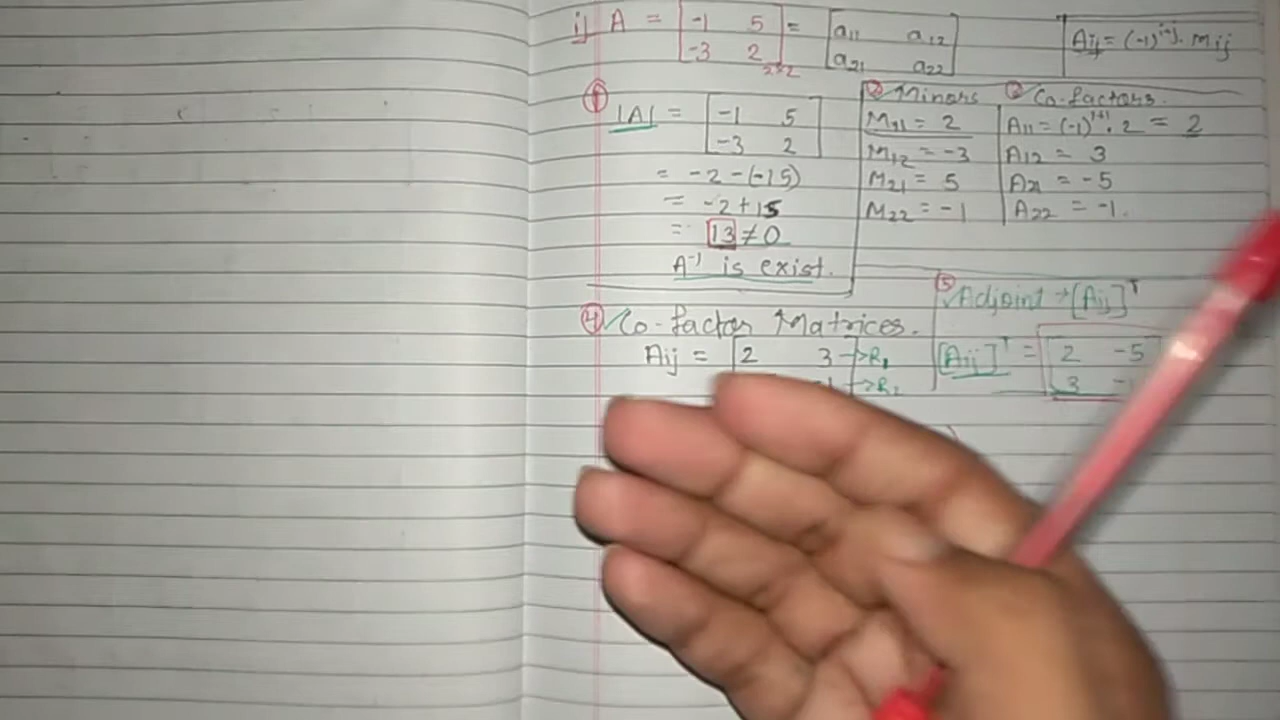 i) A = [-1 5 = [a11 a12
-3 2]2×2 a21 a22]
Aij = (-1)^i+j. Mij
① |A| = |-1 5
-3 2|
= -2-(-15)
= -2+15
= 13 ≠ 0
A^-1 is exist.
Minors
M11 = 2
M12 = -3
M21 = 5
M22 = -1
Co-factors.
A11 = (-1)^1+1. 2 = 2
A12 = 3
A21 = -5
A22 = -1.
④ Co-factor Matrices.
Aij = [2 3 →R1
→R2
⑤ Adjoint → [Aij]^T
[Aij]^T = [2 -5
3